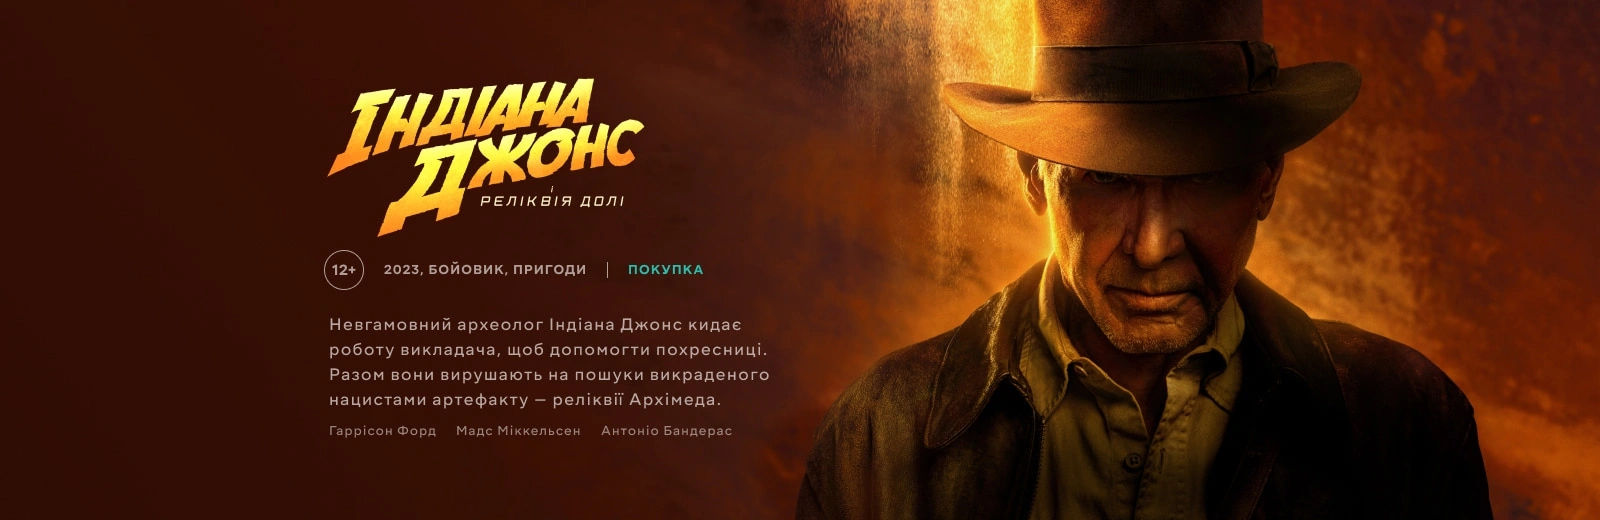 ІНДІАНА
ДЖОНС
і
РЕЛІКВІЯ ДОЛІ
12+ 2023, БОЙОВИК, ПРИГОДИ | ПОКУПКА
Невгамовний археолог Індіана Джонс кидає
роботу викладача, щоб допомогти похресниці.
Разом вони вирушають на пошуки викраденого
нацистами артефакту – реліквії Архімеда.
Гаррісон Форд Мадс Міккельсен Антоніо Бандерас